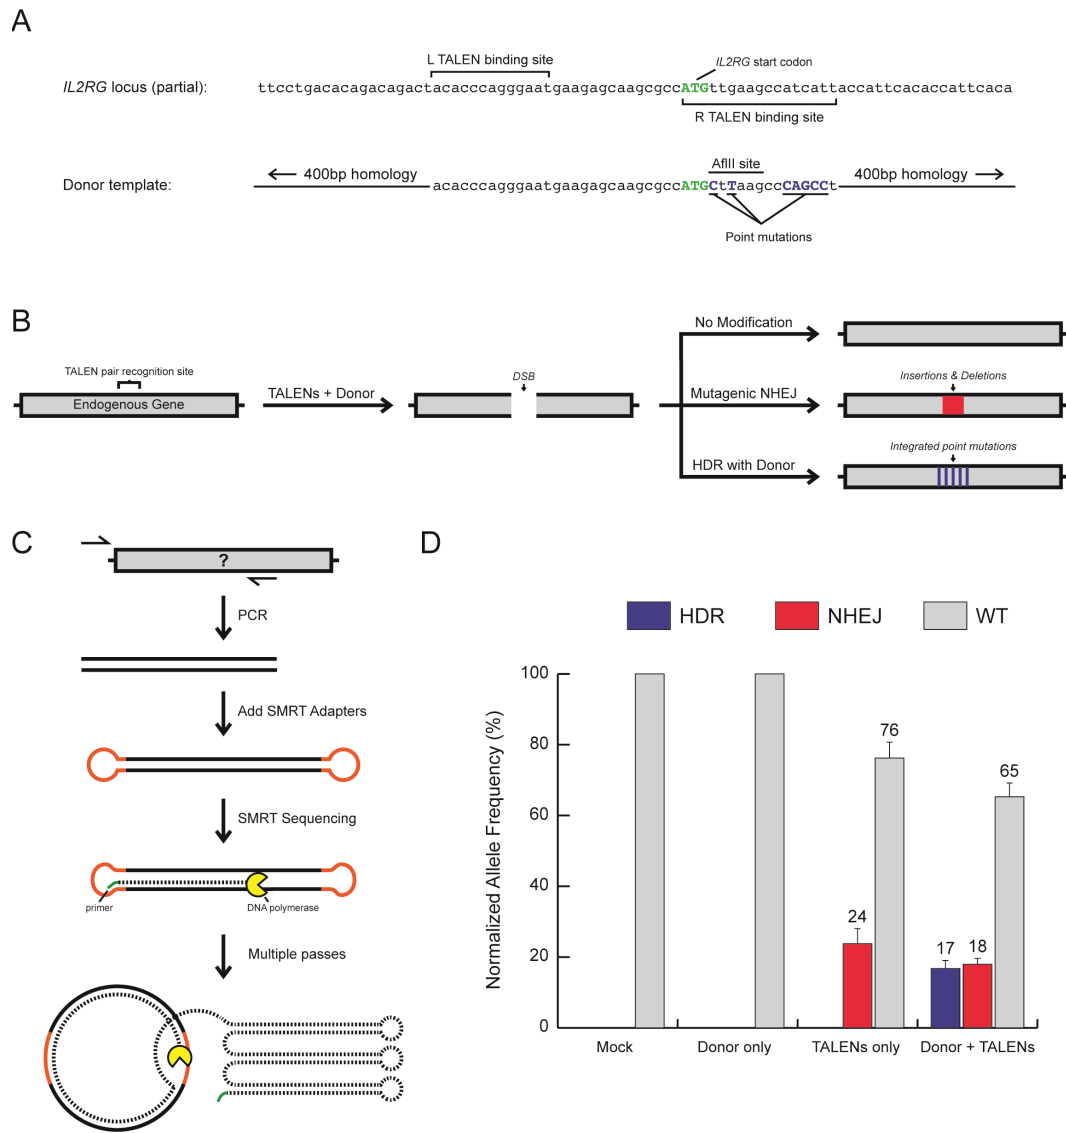 A
L TALEN binding site
IL2RG start codon
IL2RG locus (partial):
ttcctgacacagacagactacacccagggaatgaagagcaagcgccATGttgaagccatcattaccattcacaccattcaca
R TALEN binding site
AflII site
Donor template:
400bp homology
acacccagggaatgaagagcaagcgccATGCtTaagccCAGCCt
400bp homology
Point mutations
B
TALEN pair recognition site
Endogenous Gene
TALENs + Donor
DSB
No Modification
Mutagenic NHEJ
Insertions & Deletions
HDR with Donor
Integrated point mutations
C
?
PCR
Add SMRT Adapters
SMRT Sequencing
primer
DNA polymerase
Multiple passes
D
HDR
NHEJ
WT
Normalized Allele Frequency (%)
100
80
60
40
20
0
24
76
17
18
65
Mock
Donor only
TALENs only
Donor + TALENs